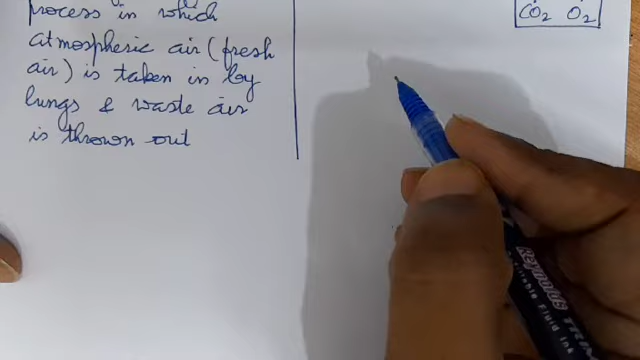 process in which
atmospheric air (fresh
air) is taken in by
lungs & waste air
is thrown out
CO2 O2
Reynolds